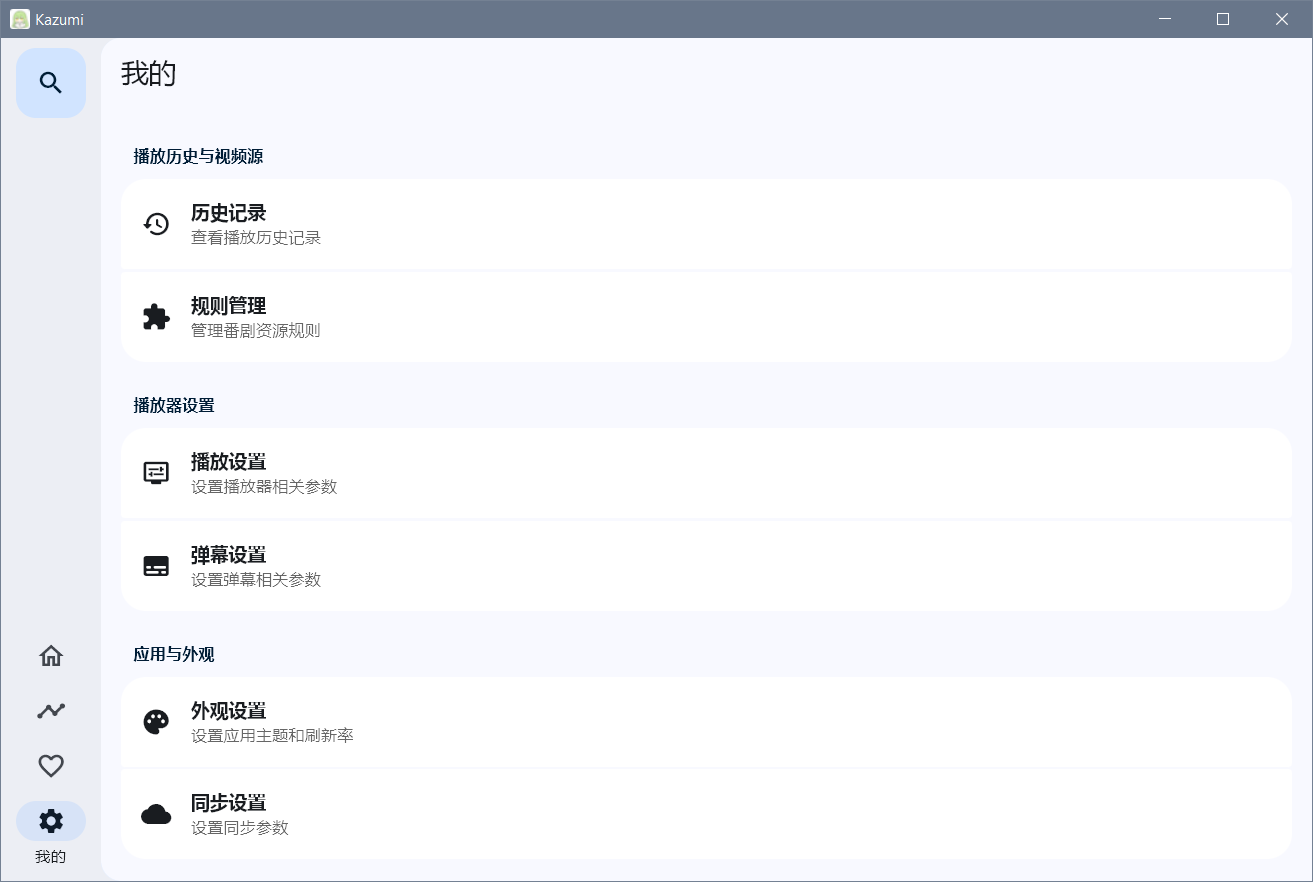 Kazumi
我的
播放历史与视频源
历史记录
查看播放历史记录
规则管理
管理番剧资源规则
播放器设置
播放设置
设置播放器相关参数
弹幕设置
设置弹幕相关参数
应用与外观
外观设置
设置应用主题和刷新率
同步设置
设置同步参数
我的